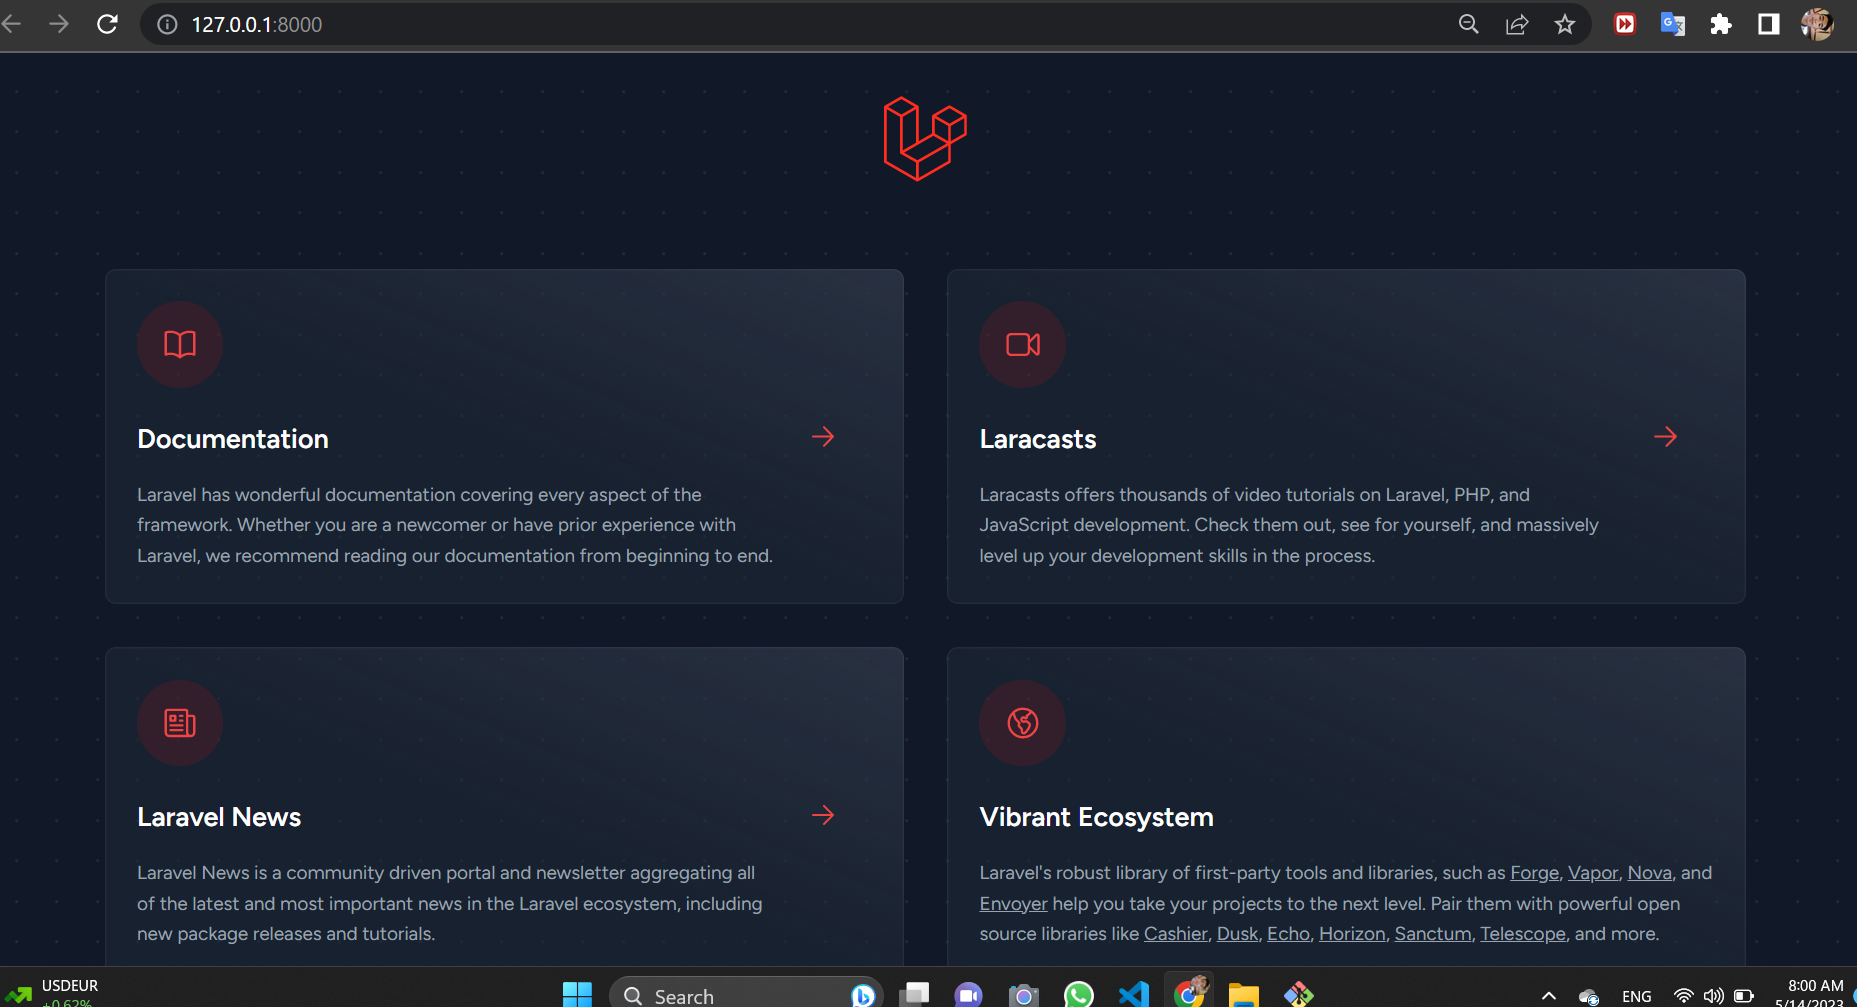 127.0.0.1:8000
Documentation
Laravel has wonderful documentation covering every aspect of the
framework. Whether you are a newcomer or have prior experience with
Laravel, we recommend reading our documentation from beginning to end.
Laracasts
Laracasts offers thousands of video tutorials on Laravel, PHP, and
JavaScript development. Check them out, see for yourself, and massively
level up your development skills in the process.
Laravel News
Laravel News is a community driven portal and newsletter aggregating all
of the latest and most important news in the Laravel ecosystem, including
new package releases and tutorials.
Vibrant Ecosystem
Laravel's robust library of first-party tools and libraries, such as Forge, Vapor, Nova, and
Envoyer help you take your projects to the next level. Pair them with powerful open
source libraries like Cashier, Dusk, Echo, Horizon, Sanctum, Telescope, and more.
USDEUR
+0.62%
Search
ENG
8:00 AM
5/14/2023